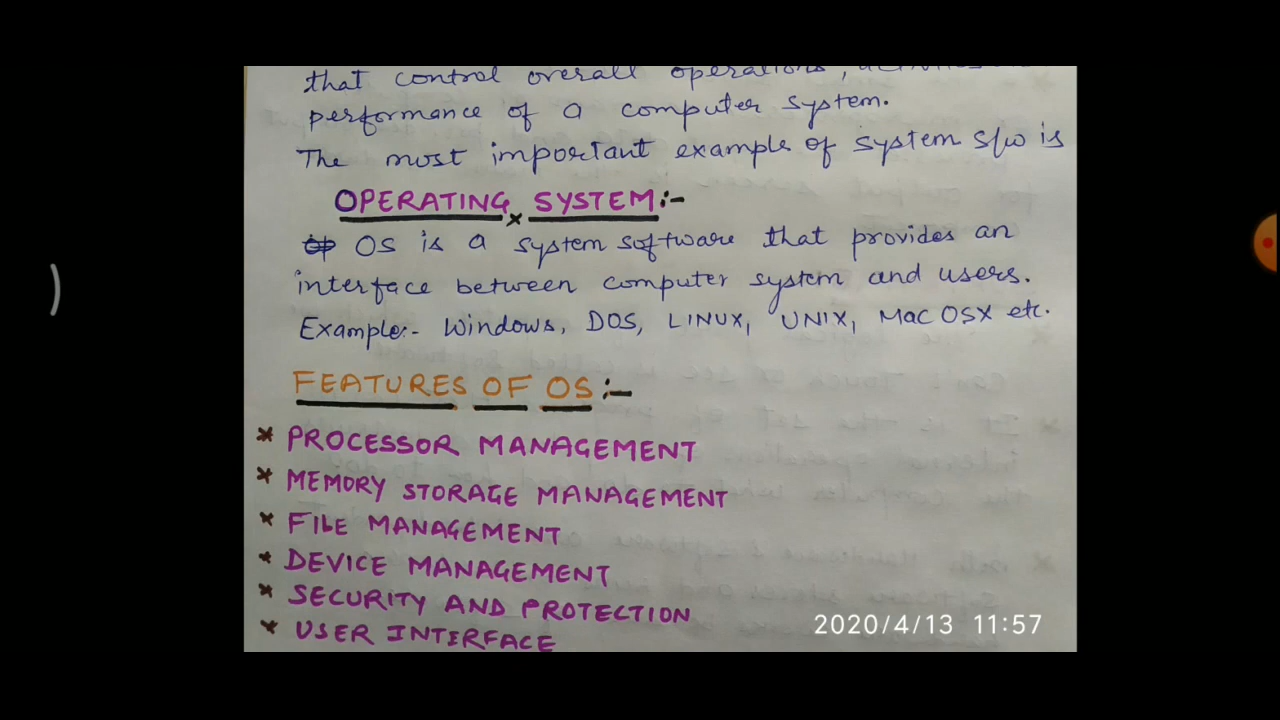 that control overall operations, activities
performance of a computer system.
The most important example of system S/w is
OPERATING SYSTEM:-
OS is a system software that provides an
interface between computer system and users.
Example:- Windows, DOS, LINUX, UNIX, Mac OSX etc.
FEATURES OF OS:-
* PROCESSOR MANAGEMENT
* MEMORY STORAGE MANAGEMENT
* FILE MANAGEMENT
* DEVICE MANAGEMENT
* SECURITY AND PROTECTION
* USER INTERFACE
2020/4/13 11:57